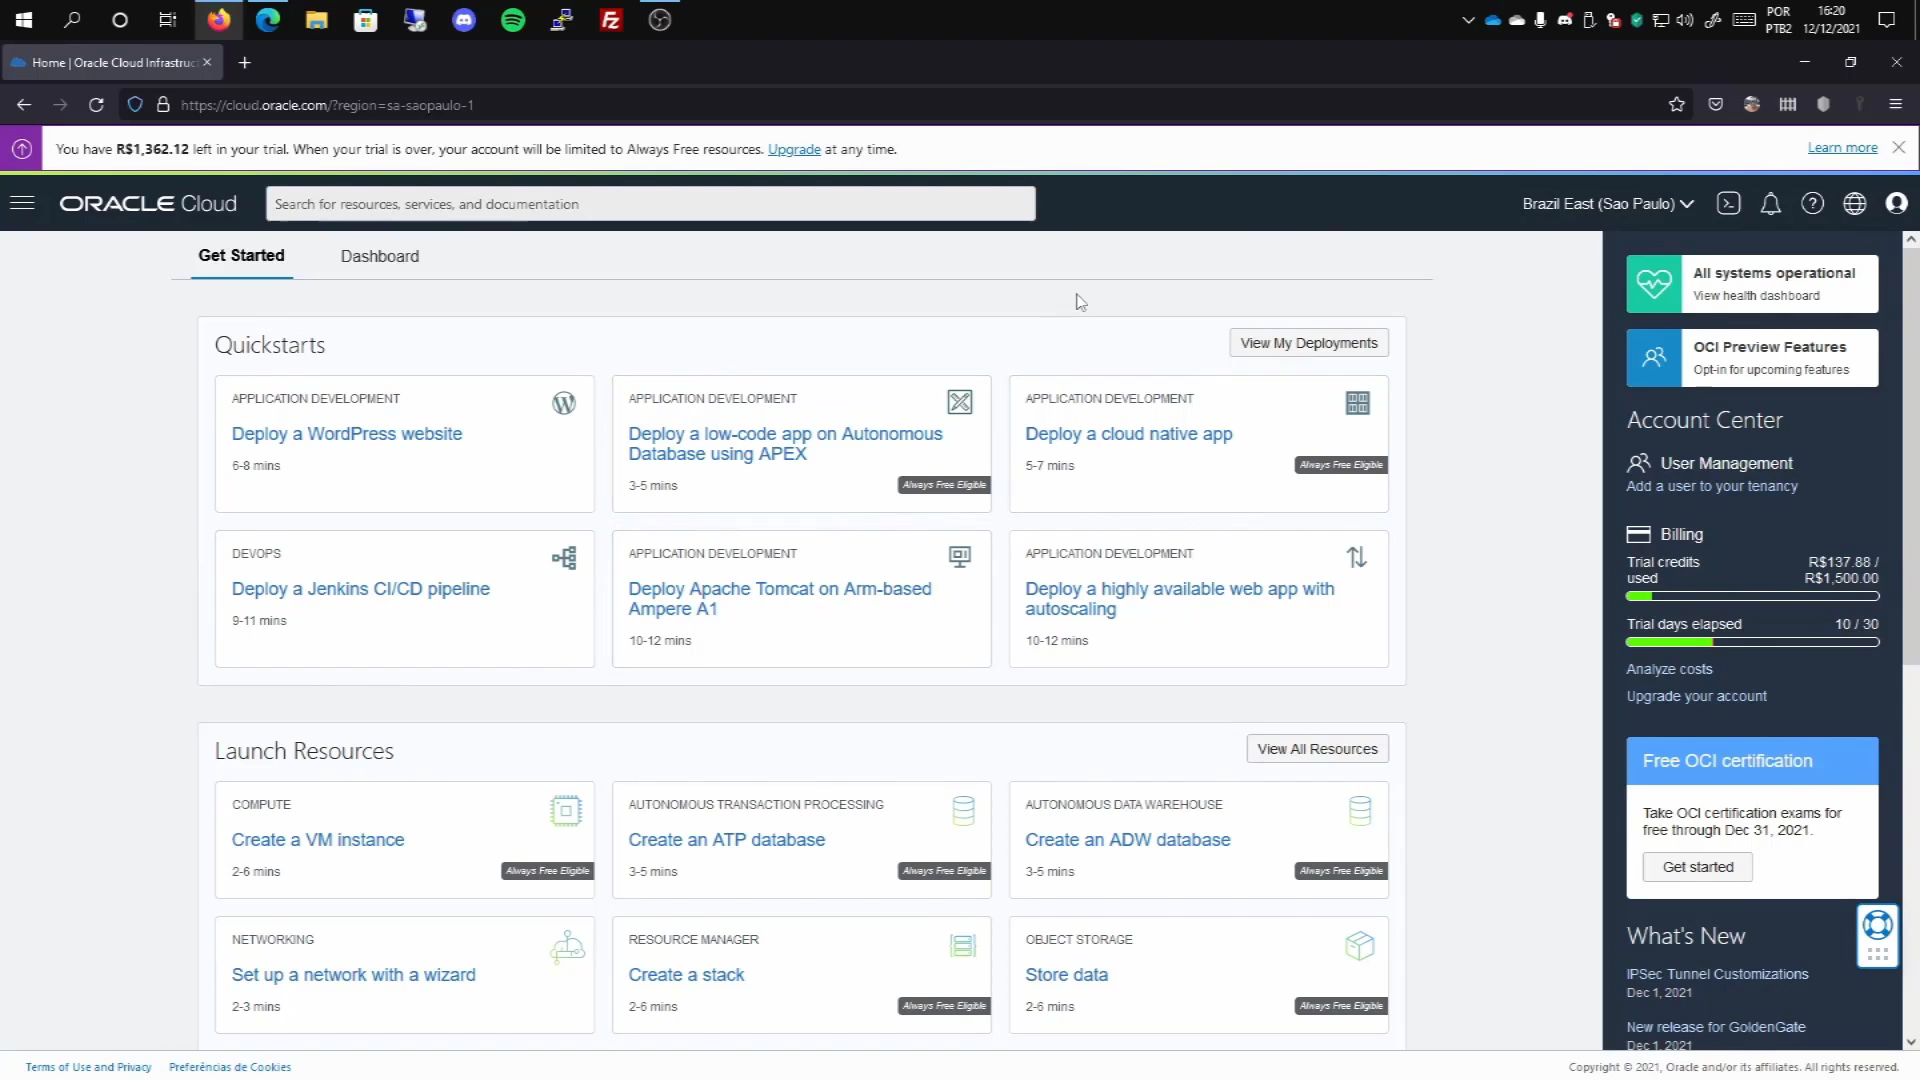 POR
PTB2
16:20
12/12/2021
Home | Oracle Cloud Infrastruc
https://cloud.oracle.com/?region=sa-saopaulo-1
You have R$1,362.12 left in your trial. When your trial is over, your account will be limited to Always Free resources. Upgrade at any time.
Learn more
ORACLE Cloud
Search for resources, services, and documentation
Brazil East (Sao Paulo)
Get Started
Dashboard
Quickstarts
View My Deployments
APPLICATION DEVELOPMENT
Deploy a WordPress website
6-8 mins
APPLICATION DEVELOPMENT
Deploy a low-code app on Autonomous
Database using APEX
3-5 mins
Always Free Eligible
APPLICATION DEVELOPMENT
Deploy a cloud native app
5-7 mins
Always Free Eligible
DEVOPS
Deploy a Jenkins CI/CD pipeline
9-11 mins
APPLICATION DEVELOPMENT
Deploy Apache Tomcat on Arm-based
Ampere A1
10-12 mins
APPLICATION DEVELOPMENT
Deploy a highly available web app with
autoscaling
10-12 mins
Launch Resources
View All Resources
COMPUTE
Create a VM instance
2-6 mins
Always Free Eligible
AUTONOMOUS TRANSACTION PROCESSING
Create an ATP database
3-5 mins
Always Free Eligible
AUTONOMOUS DATA WAREHOUSE
Create an ADW database
3-5 mins
Always Free Eligible
NETWORKING
Set up a network with a wizard
2-3 mins
RESOURCE MANAGER
Create a stack
2-6 mins
Always Free Eligible
OBJECT STORAGE
Store data
2-6 mins
Always Free Eligible
All systems operational
View health dashboard
OCI Preview Features
Opt-in for upcoming features
Account Center
User Management
Add a user to your tenancy
Billing
Trial credits
used
R$137.88 /
R$1,500.00
Trial days elapsed
10 / 30
Analyze costs
Upgrade your account
Free OCI certification
Take OCI certification exams for
free through Dec 31, 2021.
Get started
What's New
IPSec Tunnel Customizations
Dec 1, 2021
New release for GoldenGate
Dec 1, 2021
Terms of Use and Privacy
Preferências de Cookies
Copyright © 2021, Oracle and/or its affiliates. All rights reserved.